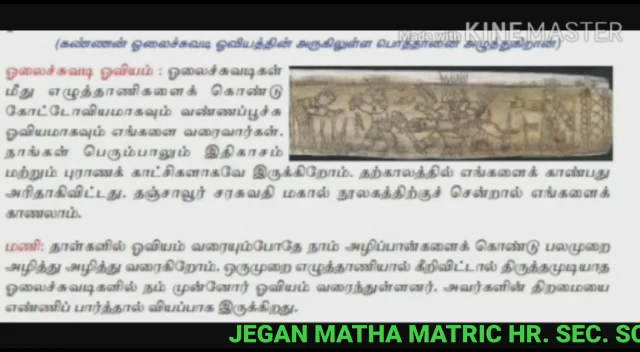 Made with KINEMASTER
(கண்ணன் ஓலைச்சுவடி ஓவியத்தின் அருகிலுள்ள பொத்தானை அழுத்துகிறான்)
ஓலைச்சுவடி ஓவியம் : ஓலைச்சுவடிகள்
மீது எழுத்தாணிகளைக் கொண்டு
கோட்டோவியமாகவும் வண்ணப்பூச்சு
ஓவியமாகவும் எங்களை வரைவார்கள்.
நாங்கள் பெரும்பாலும் இதிகாசம்
மற்றும் புராணக் காட்சிகளாகவே இருக்கிறோம். தற்காலத்தில் எங்களைக் காண்பது
அரிதாகிவிட்டது. தஞ்சாவூர் சரசுவதி மகால் நூலகத்திற்குச் சென்றால் எங்களைக்
காணலாம்.
மணி: தாள்களில் ஓவியம் வரையும்போதே நாம் அழிப்பான்களைக் கொண்டு பலமுறை
அழித்து அழித்து வரைகிறோம். ஒருமுறை எழுத்தாணியால் கீறிவிட்டால் திருத்தமுடியாத
ஓலைச்சுவடிகளில் நம் முன்னோர் ஓவியம் வரைந்துள்ளனர். அவர்களின் திறமையை
எண்ணிப் பார்த்தால் வியப்பாக இருக்கிறது.
JEGAN MATHA MATRIC HR. SEC. SC